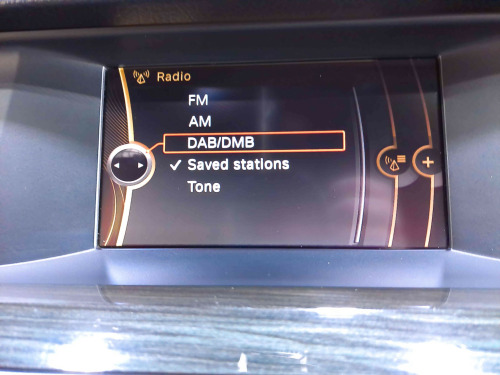 Radio
FM
AM
DAB/DMB
Saved stations
Tone